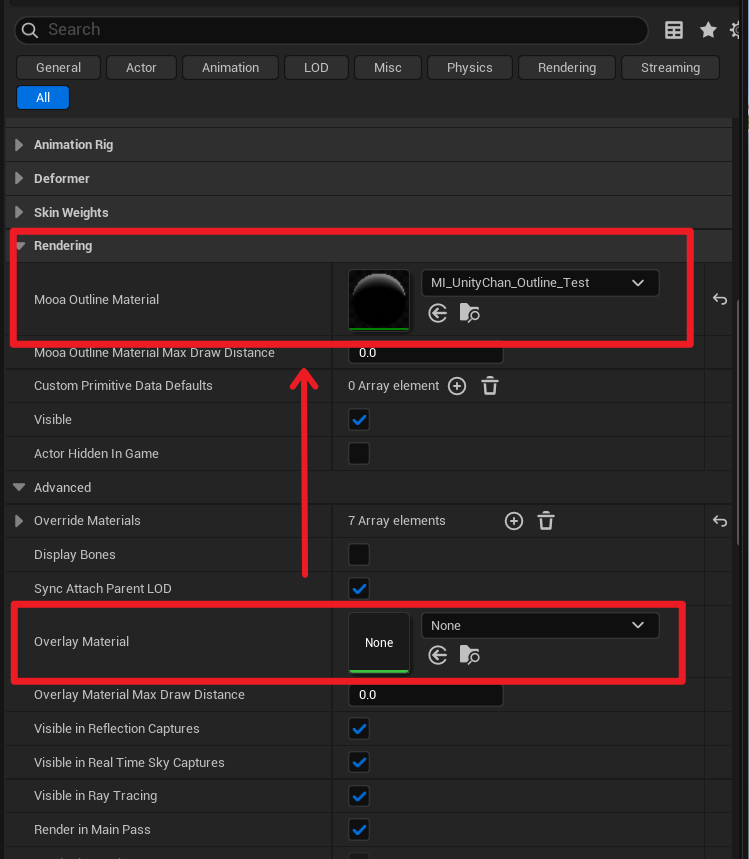 Search
General Actor Animation LOD Misc Physics Rendering Streaming
All
Animation Rig
Deformer
Skin Weights
Rendering
Mooa Outline Material MI_UnityChan_Outline_Test
Mooa Outline Material Max Draw Distance 0.0
Custom Primitive Data Defaults 0 Array element
Visible
Actor Hidden In Game
Advanced
Override Materials 7 Array elements
Display Bones
Sync Attach Parent LOD
Overlay Material None None
Overlay Material Max Draw Distance 0.0
Visible in Reflection Captures
Visible in Real Time Sky Captures
Visible in Ray Tracing
Render in Main Pass